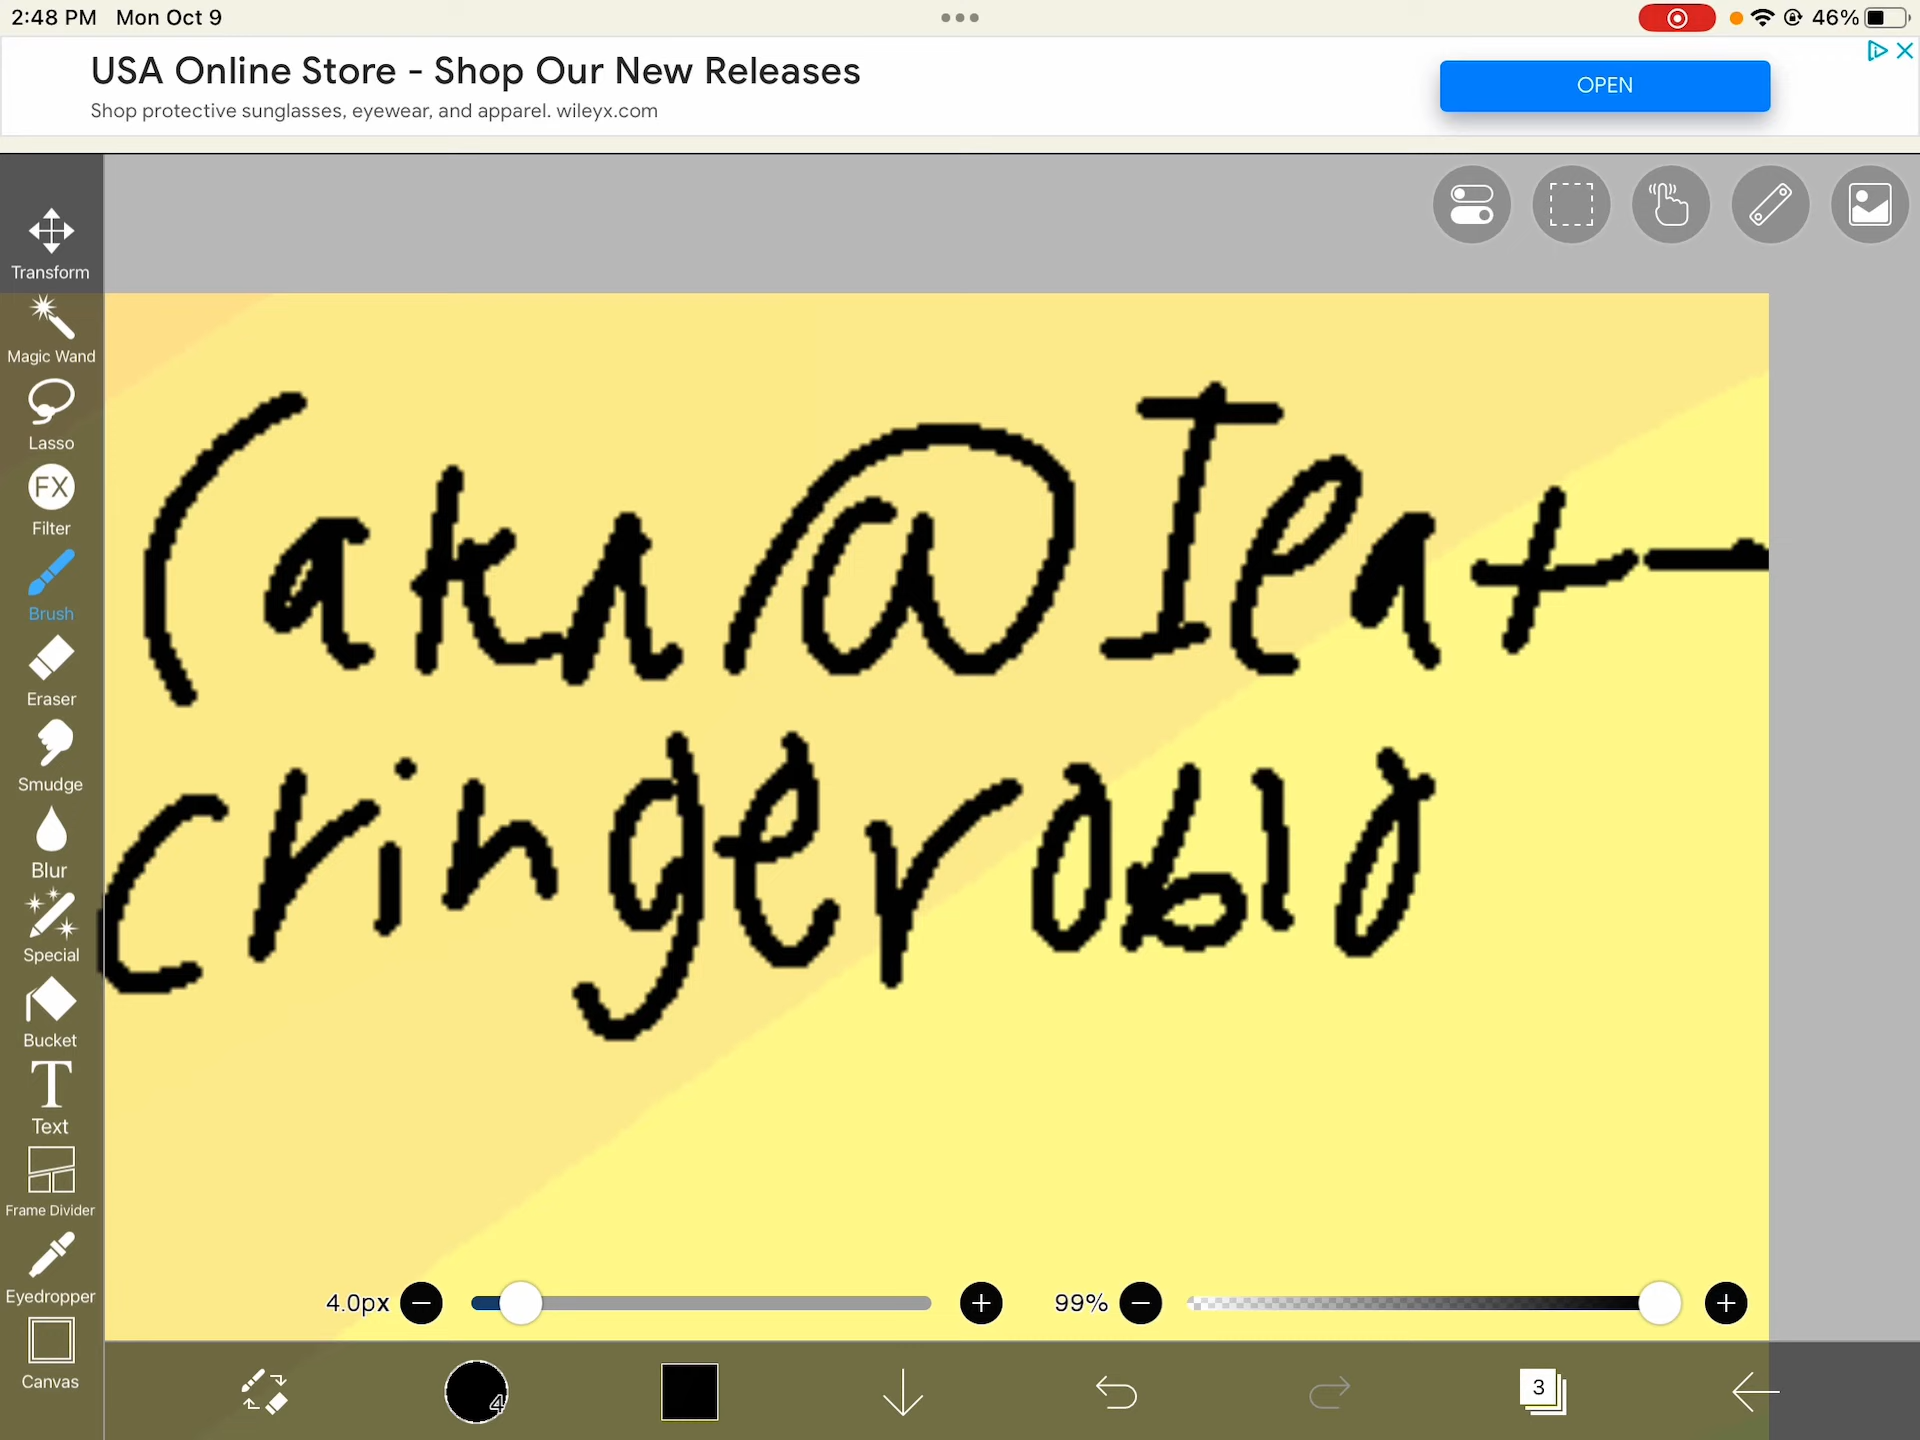 2:48 PM Mon Oct 9
46%
USA Online Store - Shop Our New Releases
Shop protective sunglasses, eyewear, and apparel. wileyx.com
OPEN
Transform
Magic Wand
Lasso
FX
Filter
Brush
Eraser
Smudge
Blur
Special
Bucket
T
Text
Frame Divider
Eyedropper
Canvas
@Ieat-
4.0px
99%
4
3